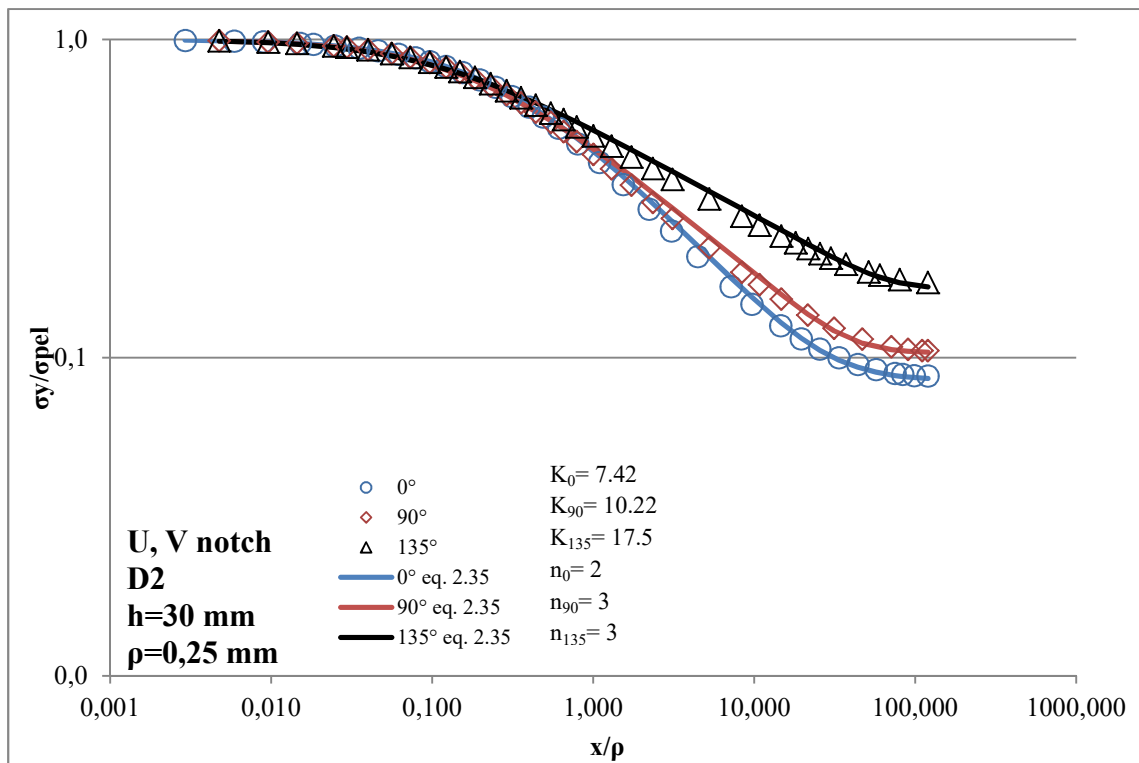 1,0
0,1
0,0
σy/σpel
0°
90°
135°
0° eq. 2.35
90° eq. 2.35
135° eq. 2.35
K₀= 7.42
K₉₀= 10.22
K₁₃₅= 17.5
n₀= 2
n₉₀= 3
n₁₃₅= 3
U, V notch
D2
h=30 mm
ρ=0,25 mm
0,001 0,010 0,100 1,000 10,000 100,000 1000,000
x/ρ